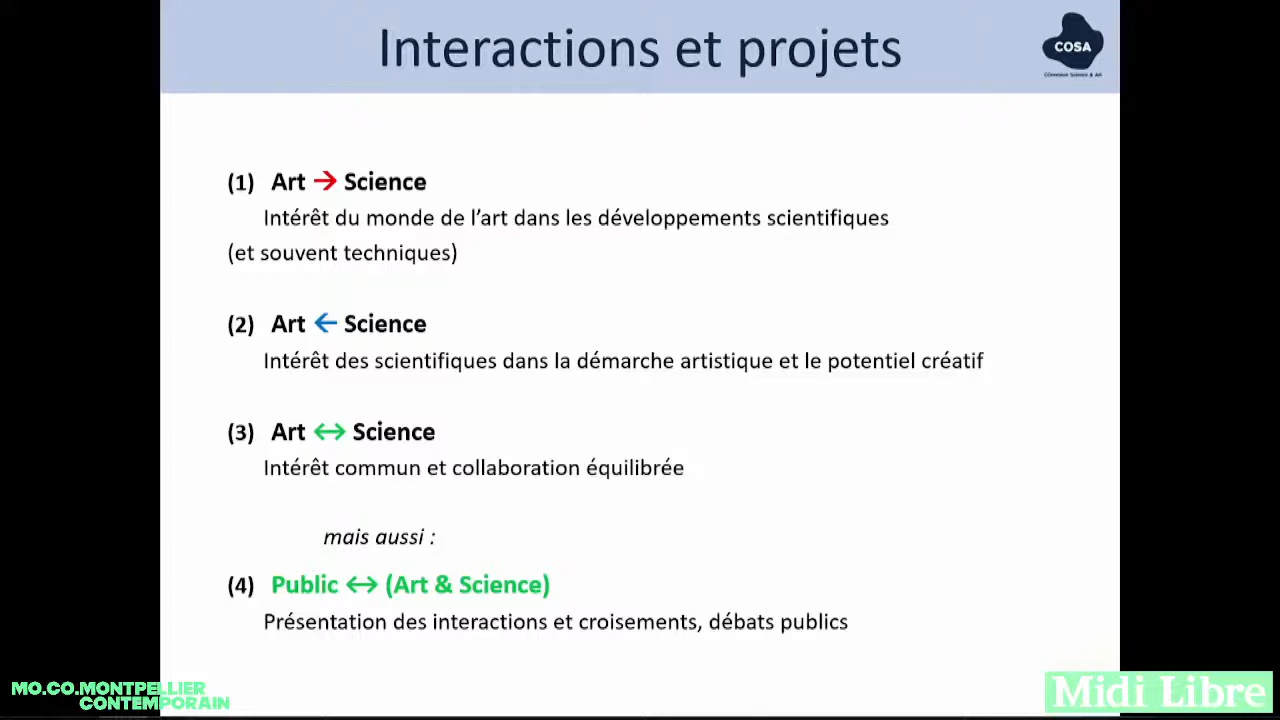 Interactions et projets
COSA
COnnexion Science & Art
(1) Art → Science
Intérêt du monde de l’art dans les développements scientifiques
(et souvent techniques)
(2) Art ← Science
Intérêt des scientifiques dans la démarche artistique et le potentiel créatif
(3) Art ↔ Science
Intérêt commun et collaboration équilibrée
mais aussi :
(4) Public ↔ (Art & Science)
Présentation des interactions et croisements, débats publics
MO.CO.MONTPELLIER
CONTEMPORAIN
Midi Libre